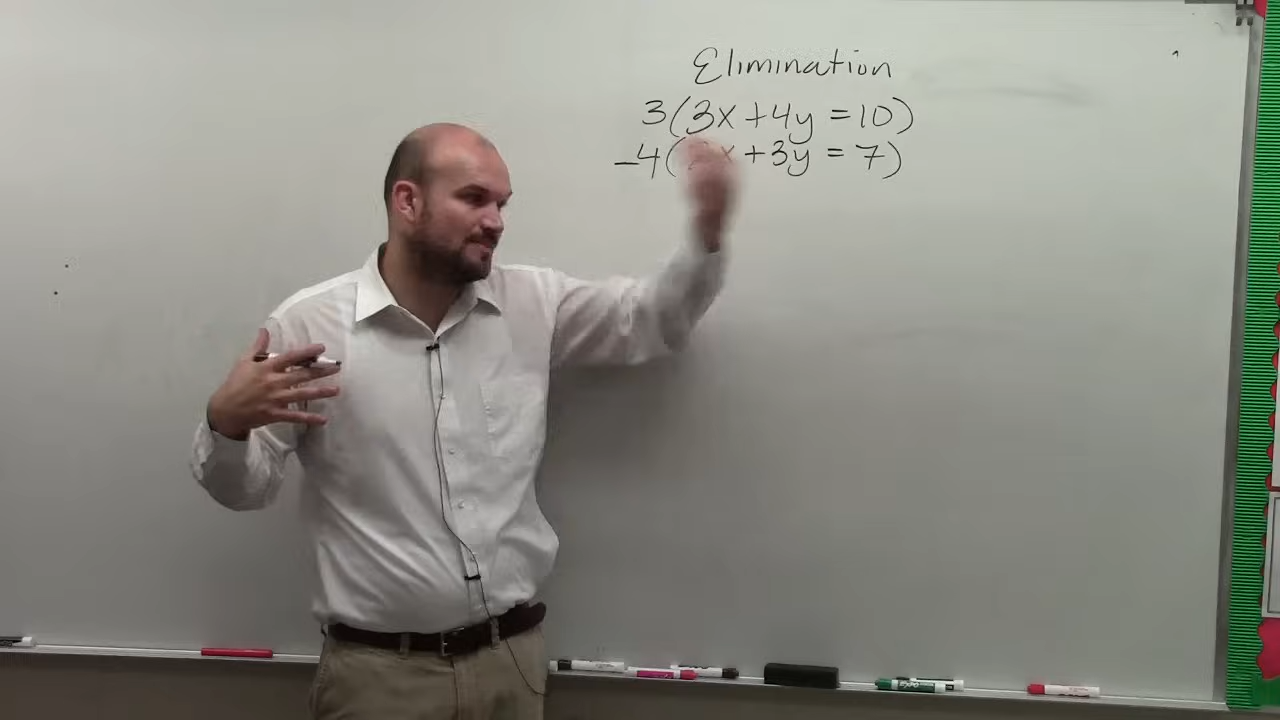 Elimination
3(3x+4y=10)
-4( x+3y=7)